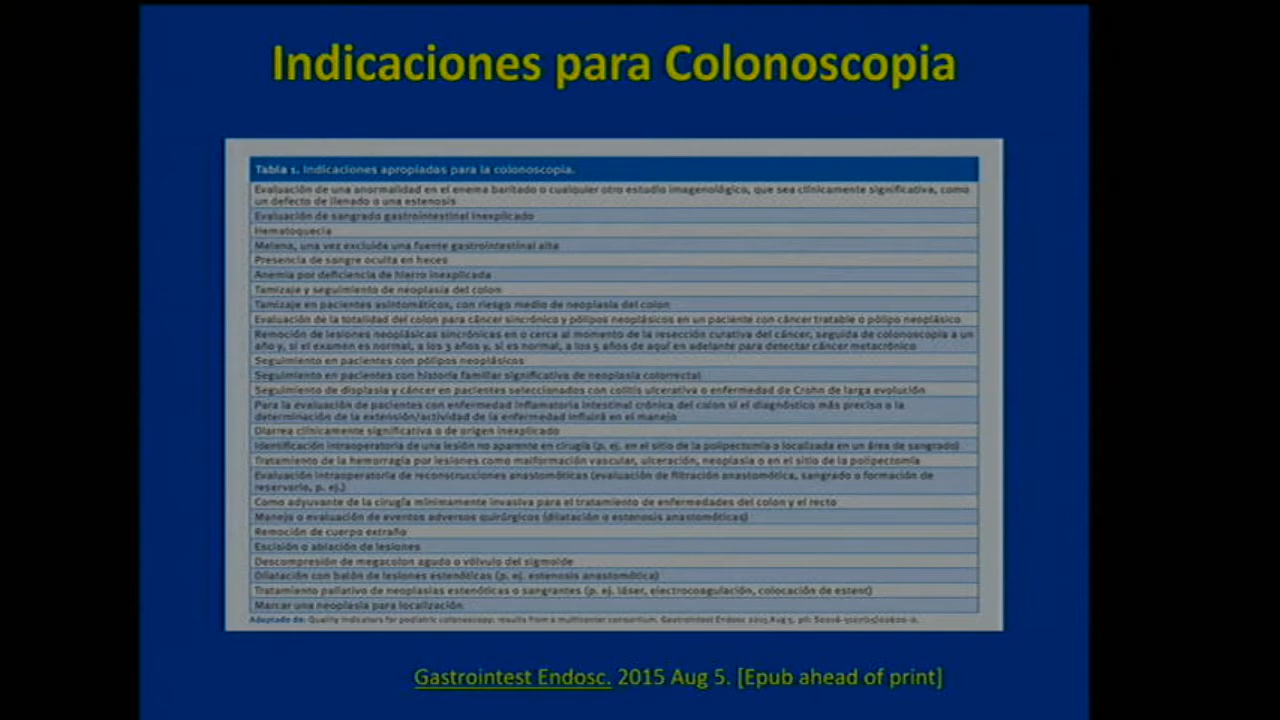 Indicaciones para Colonoscopia
Tabla 1. Indicaciones apropiadas para la colonoscopia.
Evaluación de una anormalidad en el enema baritado o cualquier otro estudio imagenológico, que sea clínicamente significativa, como
un defecto de llenado o una estenosis
Evaluación de sangrado gastrointestinal inexplicado
Hematoquecia
Melena, una vez excluida una fuente gastrointestinal alta
Presencia de sangre oculta en heces
Anemia por deficiencia de hierro inexplicada
Tamizaje y seguimiento de neoplasia del colon
Tamizaje en pacientes asintomáticos, con riesgo medio de neoplasia del colon
Evaluación de la totalidad del colon para cáncer sincrónico y pólipos neoplásicos en un paciente con cáncer tratable o pólipo neoplásico
Remoción de lesiones neoplásicas sincrónicas en o cerca al momento de la resección curativa del cáncer, seguida de colonoscopia a un
año y, si el examen es normal, a los 3 años y, si es normal, a los 5 años de aquí en adelante para detectar cáncer metacrónico
Seguimiento en pacientes con pólipos neoplásicos
Seguimiento en pacientes con historia familiar significativa de neoplasia colorrectal
Seguimiento de displasia y cáncer en pacientes seleccionados con colitis ulcerativa o enfermedad de Crohn de larga evolución
Para la evaluación de pacientes con enfermedad inflamatoria intestinal crónica del colon si el diagnóstico más preciso o la
determinación de la extensión/actividad de la enfermedad influirá en el manejo
Diarrea clínicamente significativa o de origen inexplicado
Identificación intraoperatoria de una lesión no aparente en cirugía (p. ej. en el sitio de la polipectomía o localizada en un área de sangrado)
Tratamiento de la hemorragia por lesiones como malformación vascular, ulceración, neoplasia o en el sitio de la polipectomía
Evaluación intraoperatoria de reconstrucciones anastomóticas (evaluación de filtración anastomótica, sangrado o formación de
reservorio, p. ej.)
Como adyuvante de la cirugía mínimamente invasiva para el tratamiento de enfermedades del colon y el recto
Manejo o evaluación de eventos adversos quirúrgicos (dilatación o estenosis anastomóticas)
Remoción de cuerpo extraño
Escisión o ablación de lesiones
Descompresión de megacolon agudo o vólvulo del sigmoide
Dilatación con balón de lesiones estenóticas (p. ej. estenosis anastomótica)
Tratamiento paliativo de neoplasias estenóticas o sangrantes (p. ej. láser, electrocoagulación, colocación de estent)
Marcar una neoplasia para localización
Adaptado de: Quality indicators for pediatric colonoscopy: results from a multicenter consortium. Gastrointest Endosc 2015 Aug 5. pii:
Gastrointest Endosc. 2015 Aug 5. [Epub ahead of print]